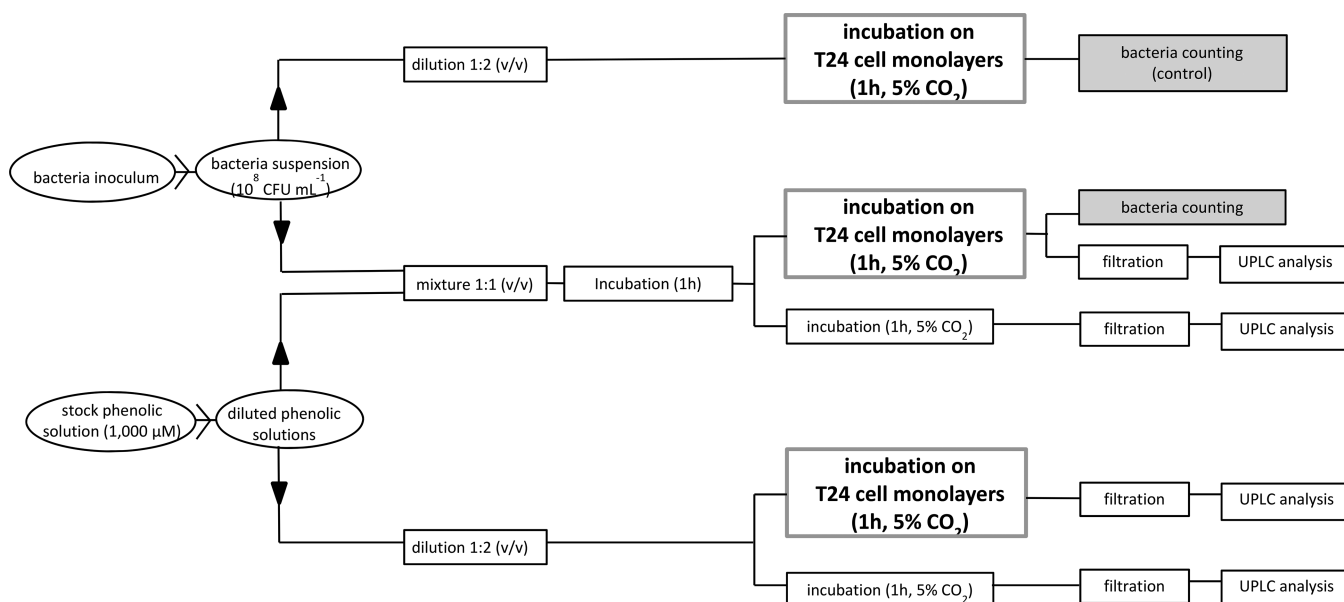 incubation on
T24 cell monolayers
(1h, 5% CO₂)
bacteria counting
(control)
dilution 1:2 (v/v)
bacteria inoculum
bacteria suspension
(10⁸ CFU mL⁻¹)
incubation on
T24 cell monolayers
(1h, 5% CO₂)
bacteria counting
filtration
UPLC analysis
mixture 1:1 (v/v)
Incubation (1h)
incubation (1h, 5% CO₂)
filtration
UPLC analysis
stock phenolic
solution (1,000 µM)
diluted phenolic
solutions
incubation on
T24 cell monolayers
(1h, 5% CO₂)
filtration
UPLC analysis
dilution 1:2 (v/v)
incubation (1h, 5% CO₂)
filtration
UPLC analysis